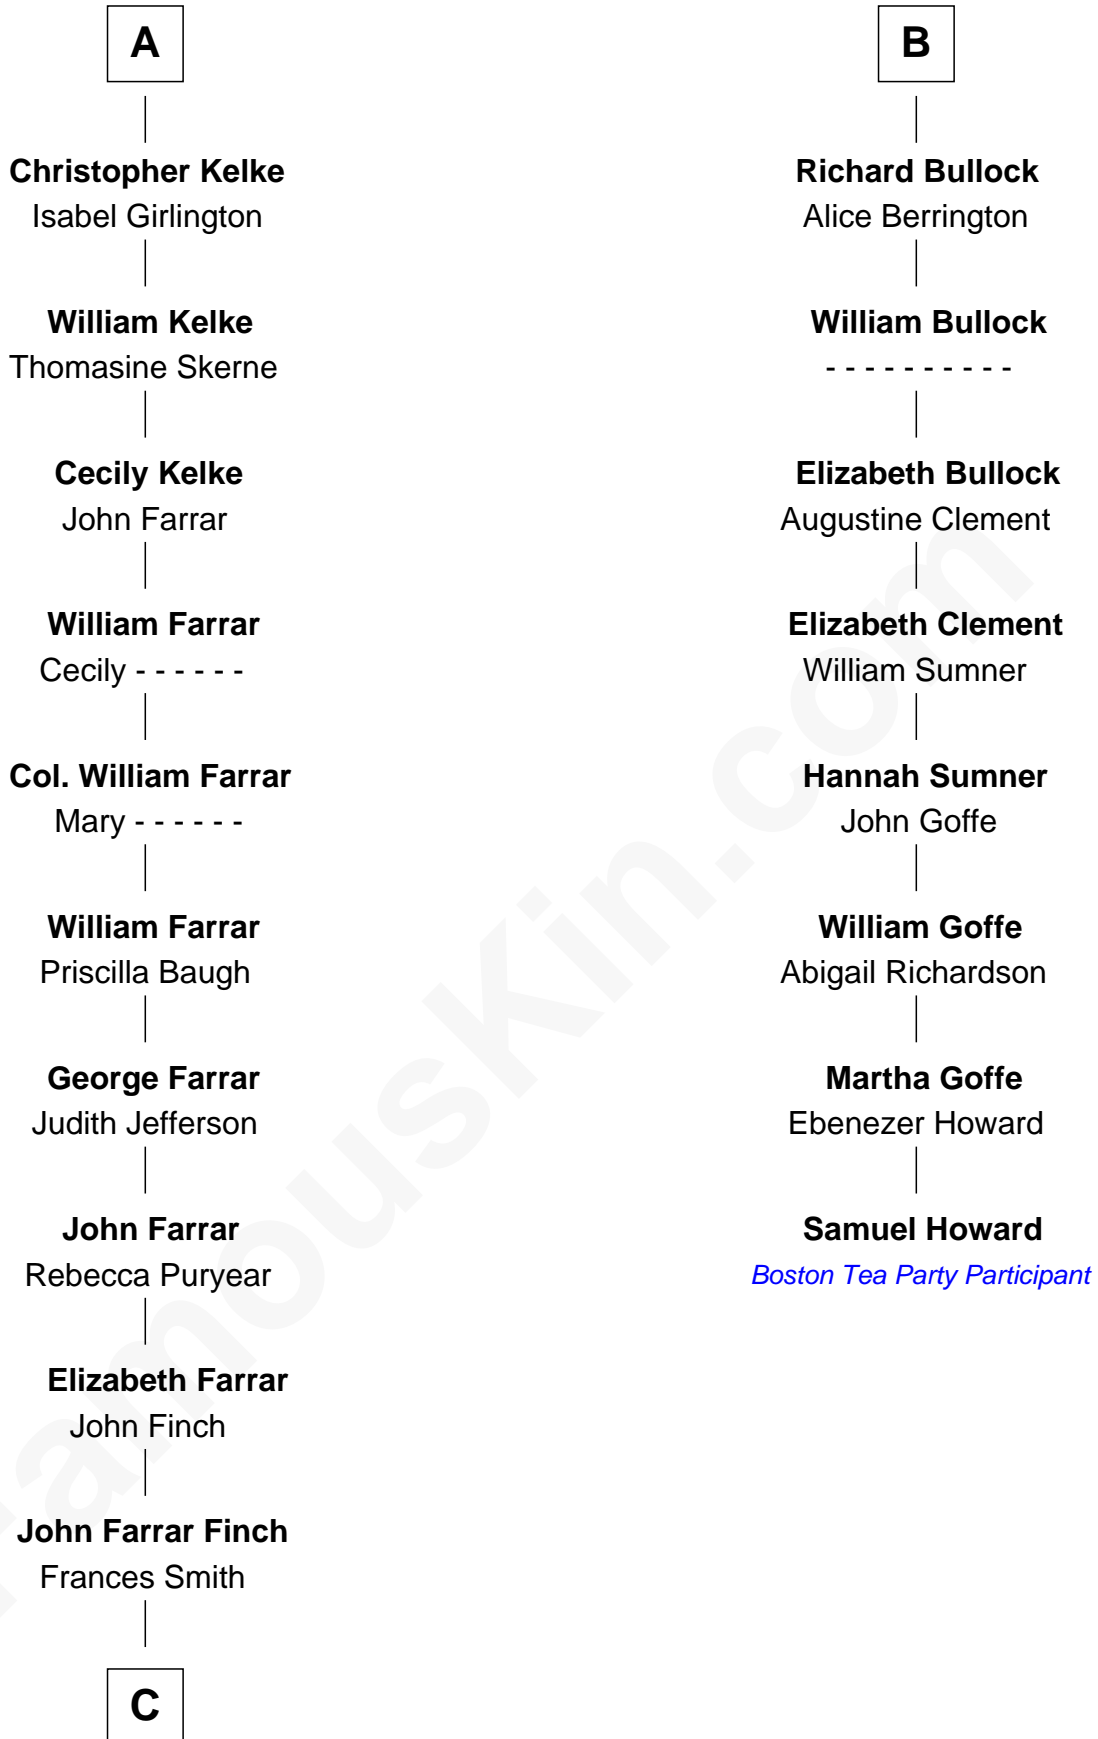 A
Christopher Kelke
Isabel Girlington
William Kelke
Thomasine Skerne
Cecily Kelke
John Farrar
William Farrar
Cecily - - - - - -
Col. William Farrar
Mary - - - - - -
William Farrar
Priscilla Baugh
George Farrar
Judith Jefferson
John Farrar
Rebecca Puryear
Elizabeth Farrar
John Finch
John Farrar Finch
Frances Smith
C
B
Richard Bullock
Alice Berrington
William Bullock
- - - - - - - - - -
Elizabeth Bullock
Augustine Clement
Elizabeth Clement
William Sumner
Hannah Sumner
John Goffe
William Goffe
Abigail Richardson
Martha Goffe
Ebenezer Howard
Samuel Howard
Boston Tea Party Participant
FamousKin.com